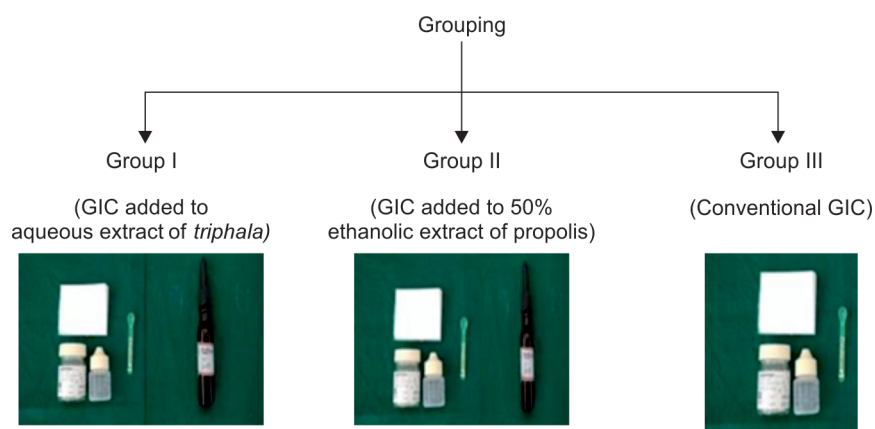 Grouping
Group I
(GIC added to
aqueous extract of triphala)
Group II
(GIC added to 50%
ethanolic extract of propolis)
Group III
(Conventional GIC)